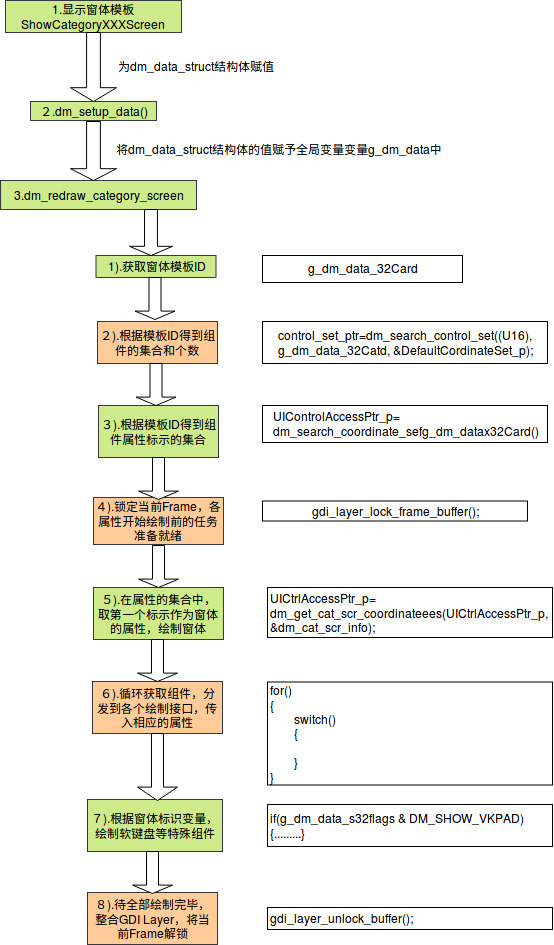 1.显示窗体模板
ShowCategoryXXXScreen
为dm_data_struct结构体赋值
２.dm_setup_data()
将dm_data_struct结构体的值赋予全局变量变量g_dm_data中
3.dm_redraw_category_screen
1).获取窗体模板ID
g_dm_data_32Card
２).根据模板ID得到组
件的集合和个数
control_set_ptr=dm_search_control_set((U16),
g_dm_data_32Catd, &DefaultCordinateSet_p);
３).根据模板ID得到组
件属性标示的集合
UIControlAccessPtr_p=
dm_search_coordinate_sefg_dm_datax32Card()
４).锁定当前Frame，各
属性开始绘制前的任务
准备就绪
gdi_layer_lock_frame_buffer();
５).在属性的集合中，
取第一个标示作为窗体
的属性，绘制窗体
UICtrlAccessPtr_p=
dm_get_cat_scr_coordinateees(UICtrlAccessPtr_p,
&dm_cat_scr_info);
６).循环获取组件，分
发到各个绘制接口，传
入相应的属性
for()
{
switch()
{
}
}
７).根据窗体标识变量，
绘制软键盘等特殊组件
if(g_dm_data_s32flags & DM_SHOW_VKPAD)
{.........}
８).待全部绘制完毕，
整合GDI Layer，将当
前Frame解锁
gdi_layer_unlock_buffer();